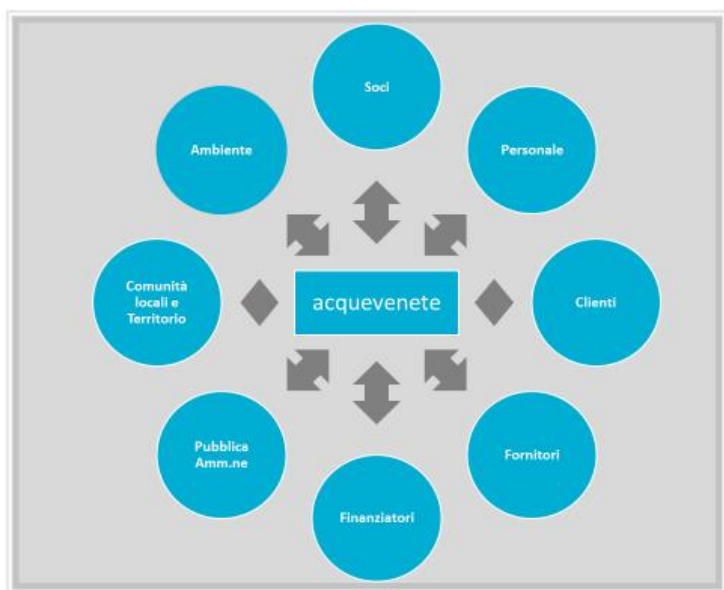 Soci
Ambiente
Personale
Comunità
locali e
Territorio
acquevenete
Clienti
Pubblica
Amm.ne
Fornitori
Finanziatori